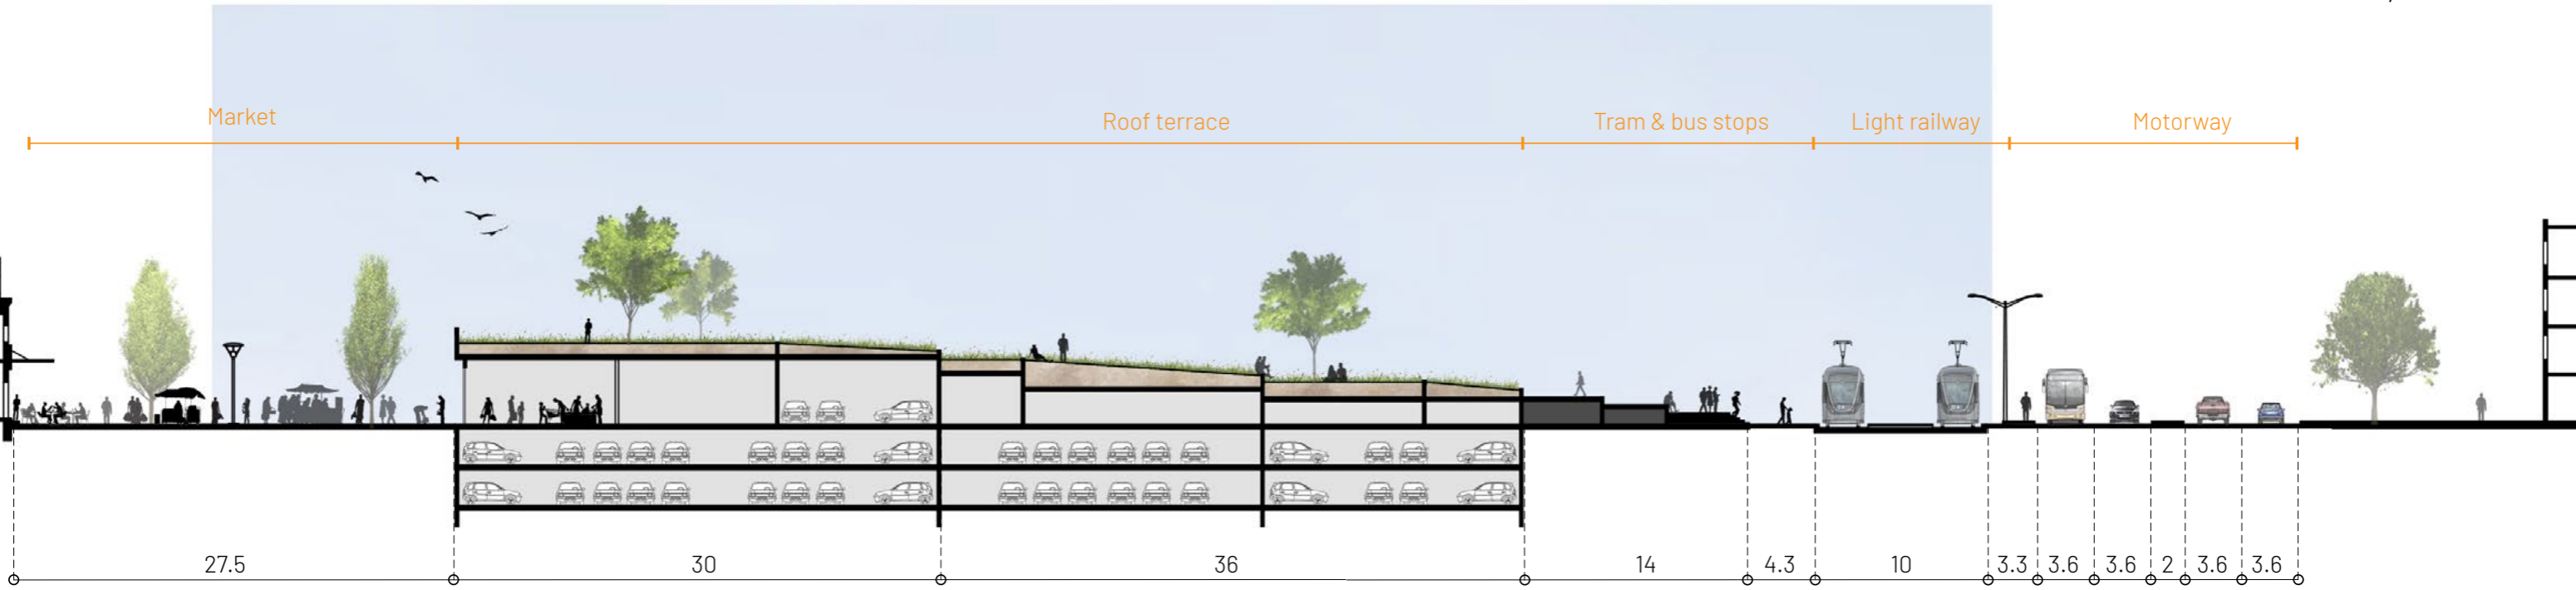 Market
Roof terrace
Tram & bus stops
Light railway
Motorway
27.5
30
36
14
4.3
10
3.3
3.6
3.6
2
3.6
3.6